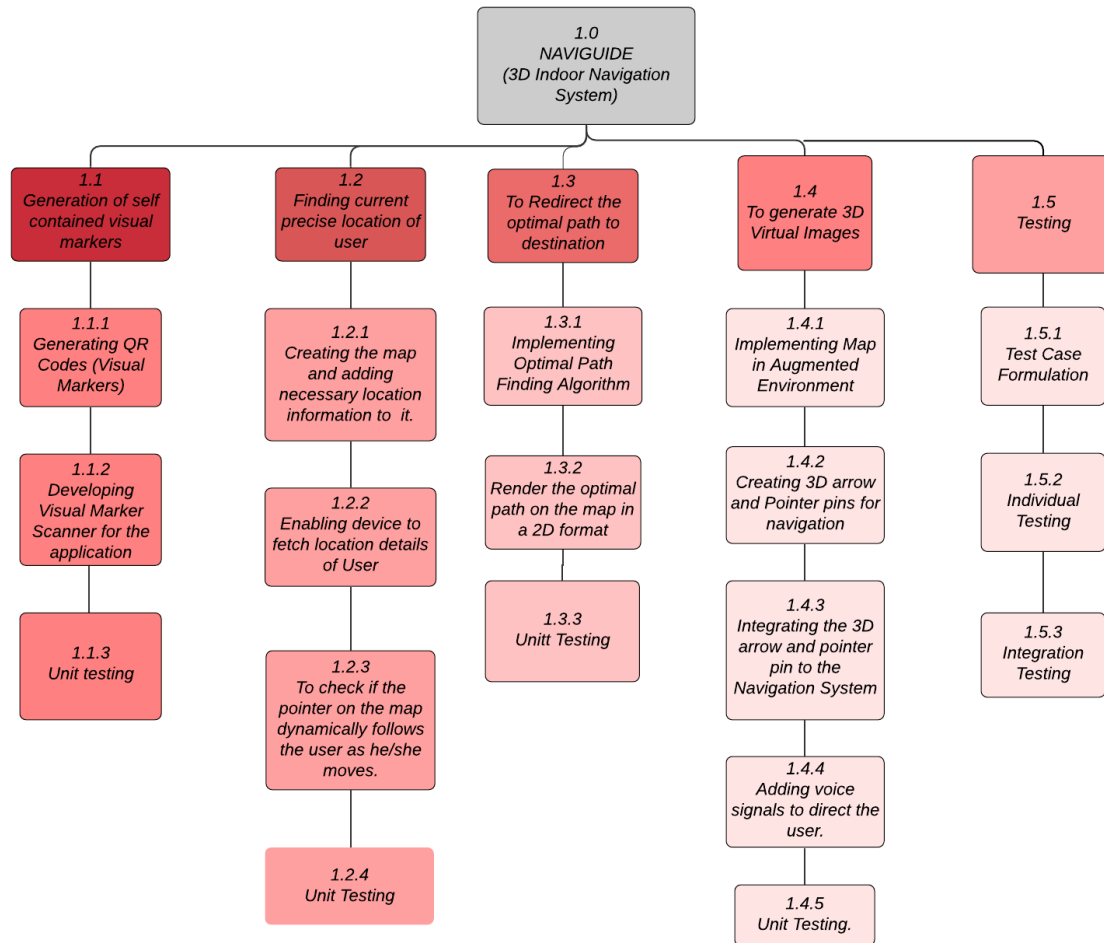 1.0
NAVIGUIDE
(3D Indoor Navigation
System)
1.1
Generation of self
contained visual
markers
1.1.1
Generating QR
Codes (Visual
Markers)
1.1.2
Developing
Visual Marker
Scanner for the
application
1.1.3
Unit testing
1.2
Finding current
precise location of
user
1.2.1
Creating the map
and adding
necessary location
information to it.
1.2.2
Enabling device to
fetch location details
of User
1.2.3
To check if the
pointer on the map
dynamically follows
the user as he/she
moves.
1.2.4
Unit Testing
1.3
To Redirect the
optimal path to
destination
1.3.1
Implementing
Optimal Path
Finding Algorithm
1.3.2
Render the optimal
path on the map in
a 2D format
1.3.3
Unitt Testing
1.4
To generate 3D
Virtual Images
1.4.1
Implementing Map
in Augmented
Environment
1.4.2
Creating 3D arrow
and Pointer pins for
navigation
1.4.3
Integrating the 3D
arrow and pointer
pin to the
Navigation System
1.4.4
Adding voice
signals to direct the
user.
1.4.5
Unit Testing.
1.5
Testing
1.5.1
Test Case
Formulation
1.5.2
Individual
Testing
1.5.3
Integration
Testing